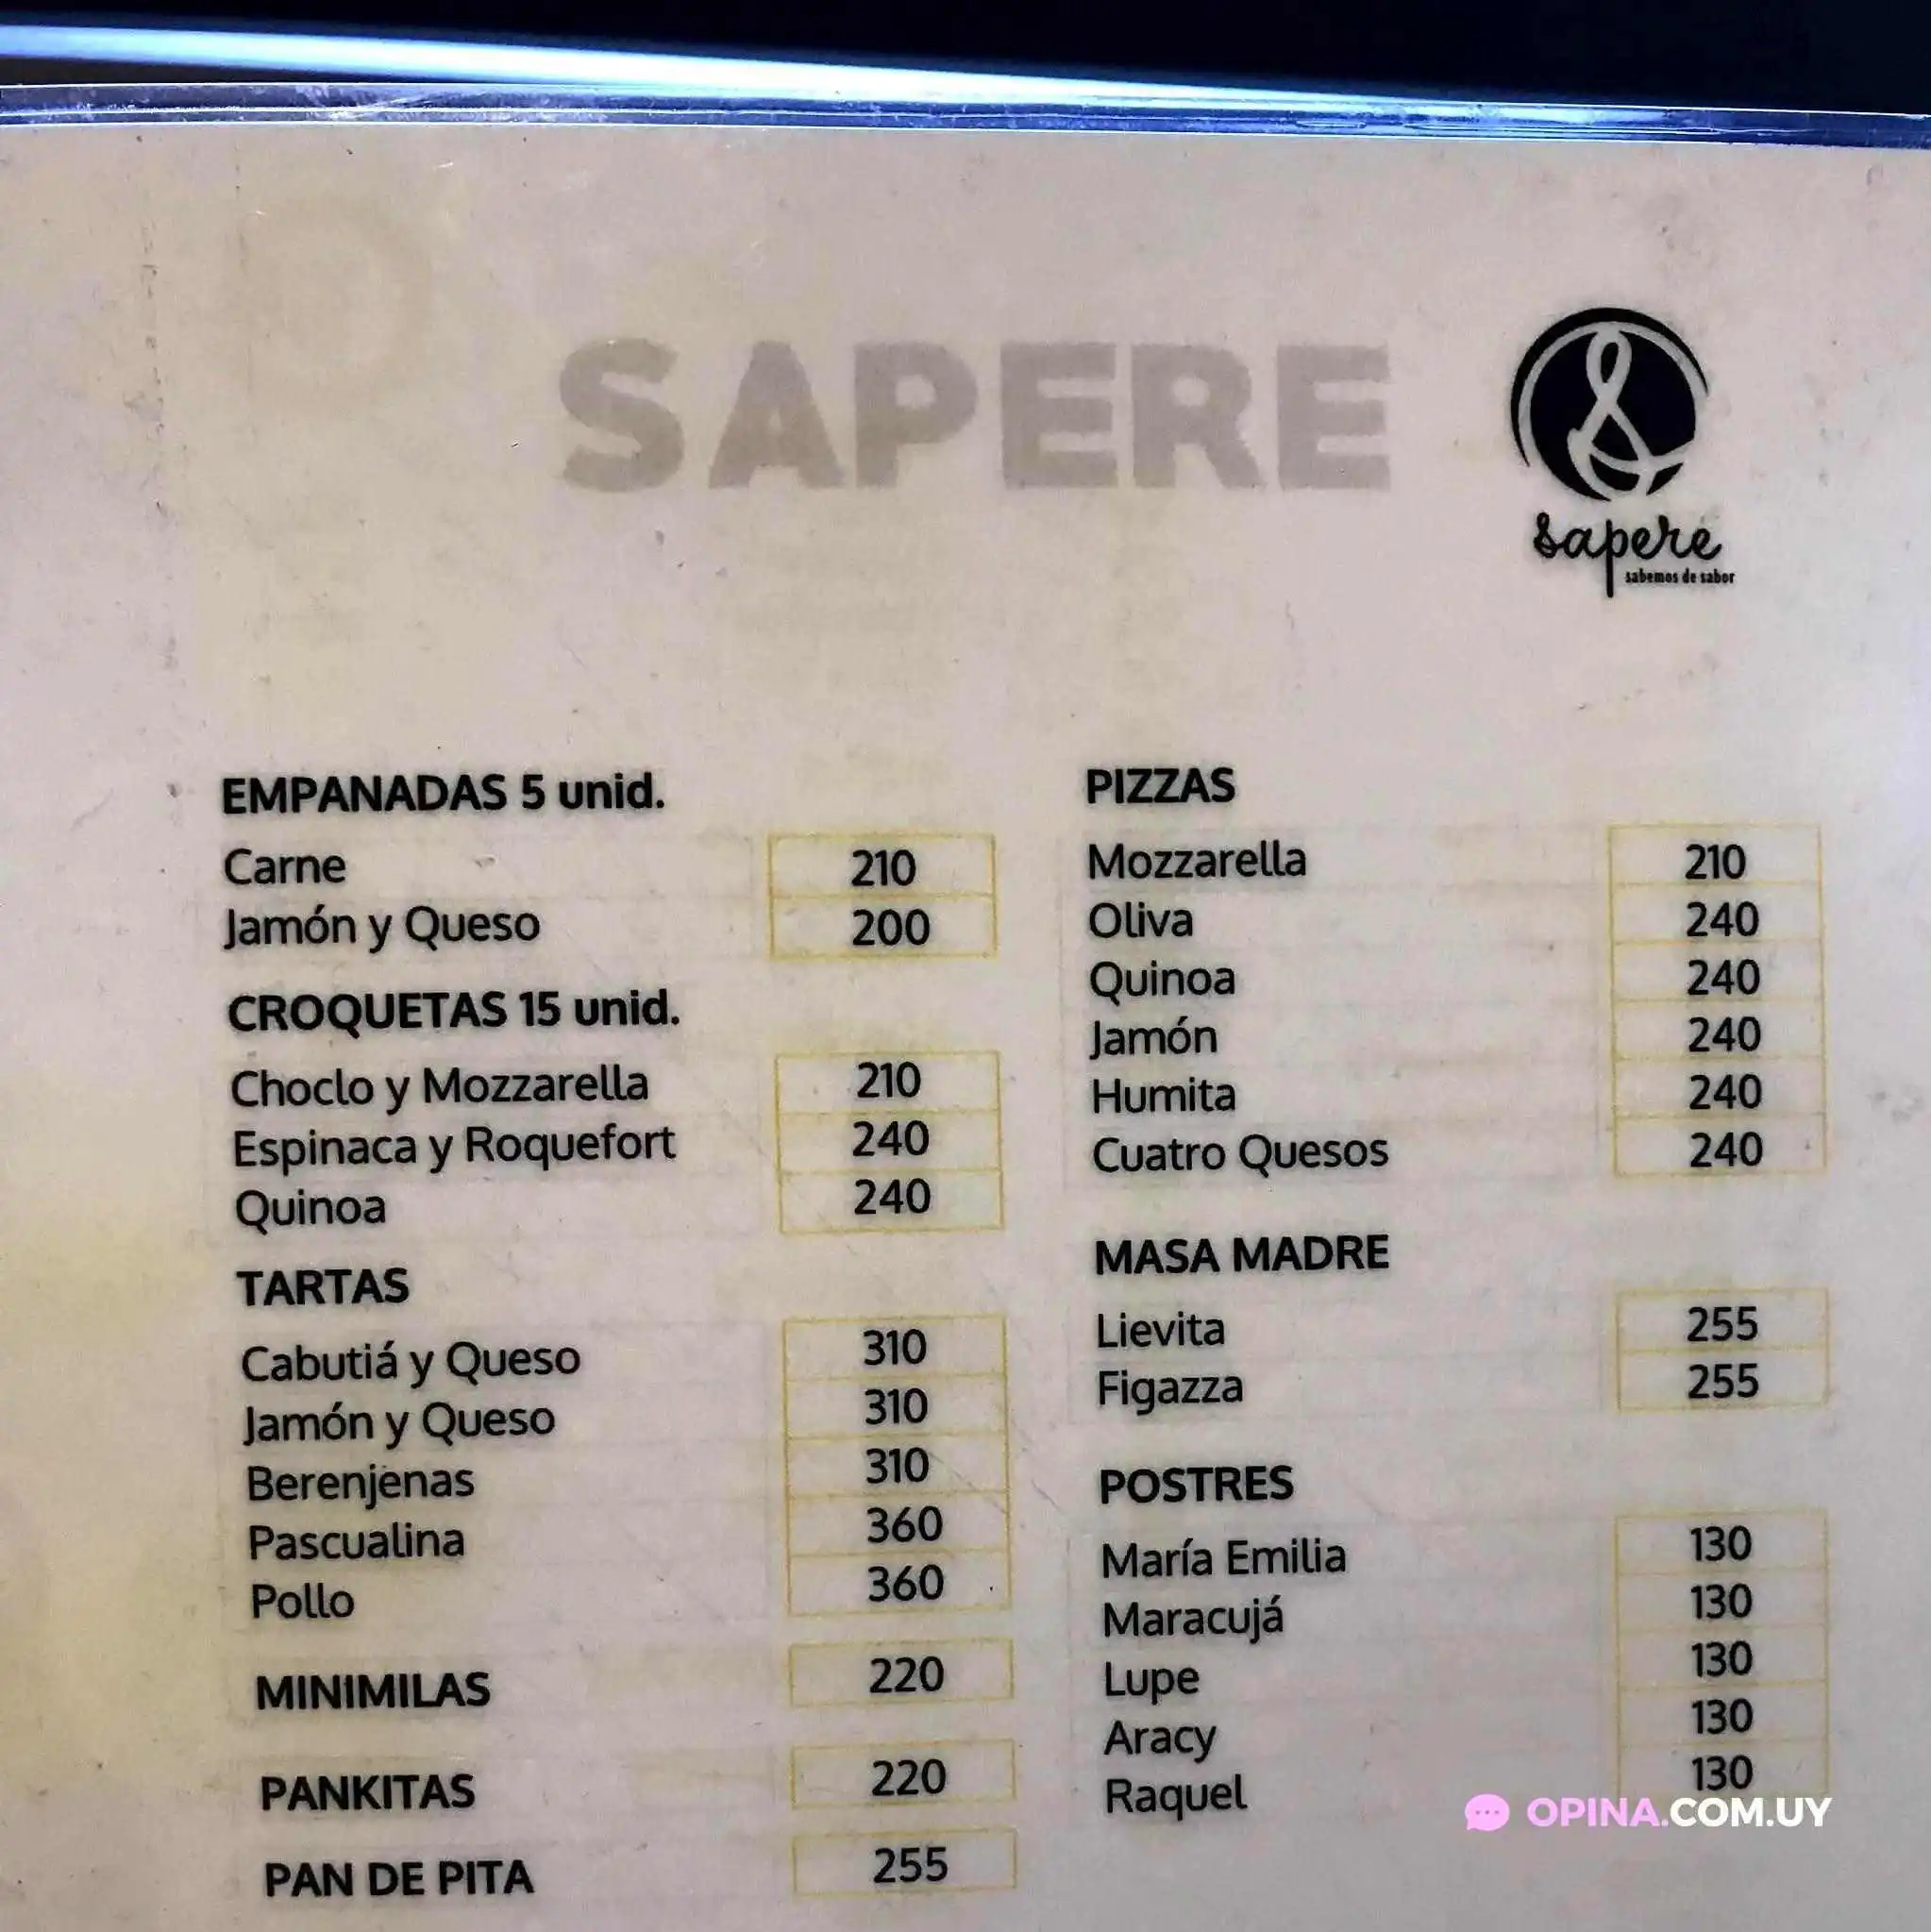 SAPERE
sapere
sabemos de sabor
EMPANADAS 5 unid.
Carne 210
Jamón y Queso 200
CROQUETAS 15 unid.
Choclo y Mozzarella 210
Espinaca y Roquefort 240
Quinoa 240
TARTAS
Cabutiá y Queso 310
Jamón y Queso 310
Berenjenas 310
Pascualina 360
Pollo 360
MINIMILAS 220
PANKITAS 220
PAN DE PITA 255
PIZZAS
Mozzarella 210
Oliva 240
Quinoa 240
Jamón 240
Humita 240
Cuatro Quesos 240
MASA MADRE
Lievita 255
Figazza 255
POSTRES
María Emilia 130
Maracujá 130
Lupe 130
Aracy 130
Raquel 130
OPINA.COM.UY